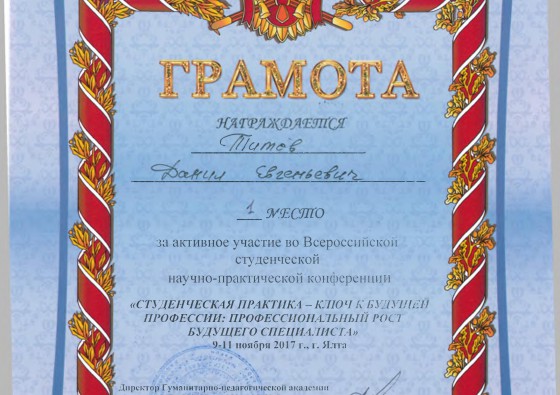 ГРАМОТА
НАГРАЖДАЕТСЯ
Титов
Данил Евгеньевич
1 МЕСТО
за активное участие во Всероссийской
студенческой
научно-практической конференции
«СТУДЕНЧЕСКАЯ ПРАКТИКА – КЛЮЧ К БУДУЩЕЙ
ПРОФЕССИИ: ПРОФЕССИОНАЛЬНЫЙ РОСТ
БУДУЩЕГО СПЕЦИАЛИСТА»
9-11 ноября 2017 г., г. Ялта
Директор Гуманитарно-педагогической академии